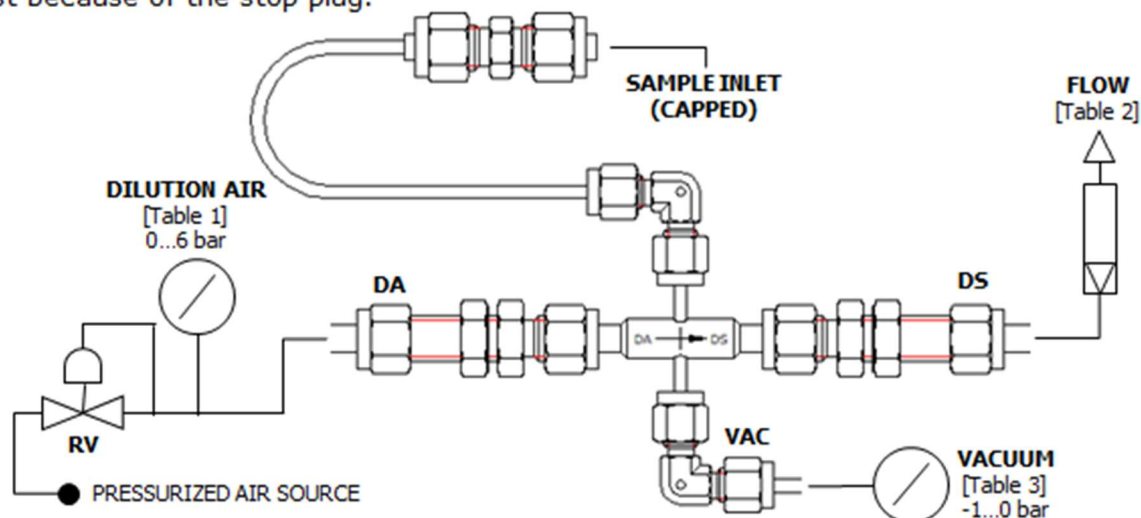 because of the stop plug.
SAMPLE INLET
(CAPPED)
FLOW
[Table 2]
DILUTION AIR
[Table 1]
0...6 bar
DA
DS
DA DS
RV
VAC
VACUUM
[Table 3]
-1...0 bar
PRESSURIZED AIR SOURCE